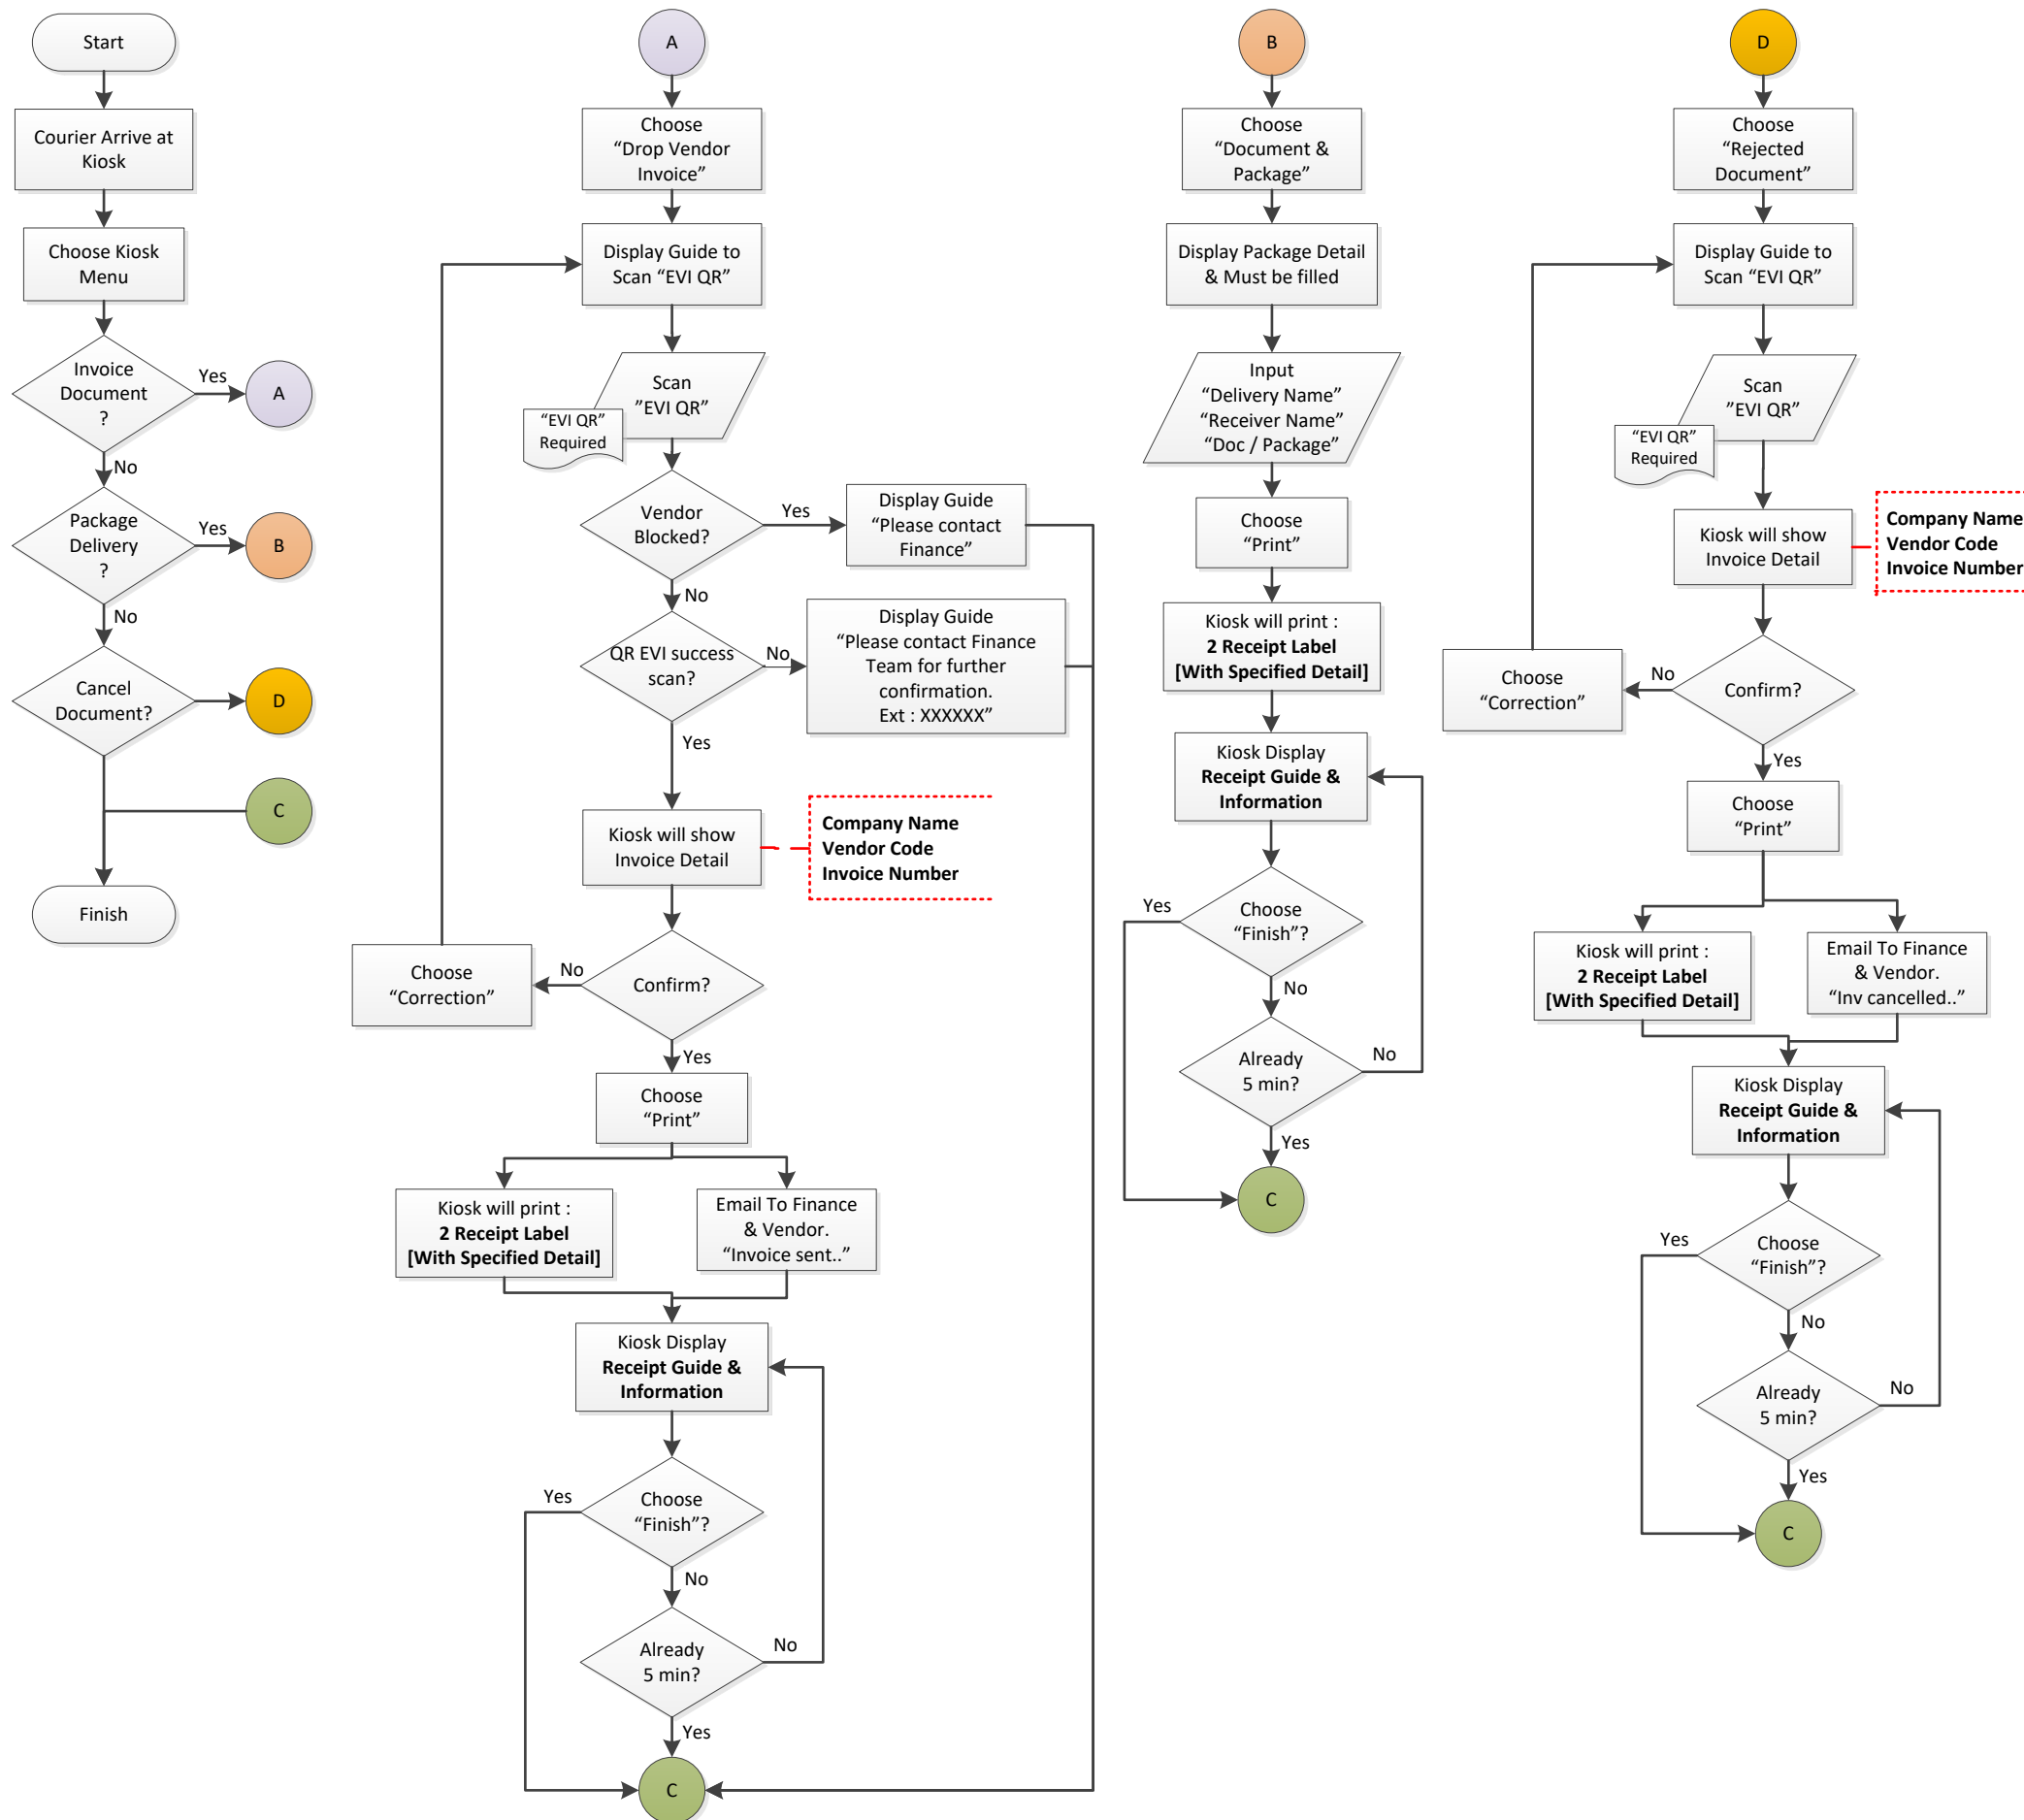 Start
Courier Arrive at
Kiosk
Choose Kiosk
Menu
Invoice
Document
?
Yes
A
No
Package
Delivery
?
Yes
B
No
Cancel
Document?
D
C
Finish
A
Choose
“Drop Vendor
Invoice”
Display Guide to
Scan “EVI QR”
Scan
”EVI QR”
“EVI QR”
Required
Vendor
Blocked?
Yes
Display Guide
“Please contact
Finance”
No
QR EVI success
scan?
No
Display Guide
“Please contact Finance
Team for further
confirmation.
Ext : XXXXXX”
Yes
Kiosk will show
Invoice Detail
Company Name
Vendor Code
Invoice Number
Confirm?
No
Choose
“Correction”
Yes
Choose
“Print”
Kiosk will print :
2 Receipt Label
[With Specified Detail]
Email To Finance
& Vendor.
“Invoice sent..”
Kiosk Display
Receipt Guide &
Information
Choose
“Finish”?
Yes
No
Already
5 min?
No
Yes
C
B
Choose
“Document &
Package”
Display Package Detail
& Must be filled
Input
“Delivery Name”
“Receiver Name”
“Doc / Package”
Choose
“Print”
Kiosk will print :
2 Receipt Label
[With Specified Detail]
Kiosk Display
Receipt Guide &
Information
Choose
“Finish”?
Yes
No
Already
5 min?
No
Yes
C
D
Choose
“Rejected
Document”
Display Guide to
Scan “EVI QR”
Scan
”EVI QR”
“EVI QR”
Required
Kiosk will show
Invoice Detail
Company Name
Vendor Code
Invoice Number
Confirm?
No
Choose
“Correction”
Yes
Choose
“Print”
Kiosk will print :
2 Receipt Label
[With Specified Detail]
Email To Finance
& Vendor.
“Inv cancelled..”
Kiosk Display
Receipt Guide &
Information
Choose
“Finish”?
Yes
No
Already
5 min?
No
Yes
C